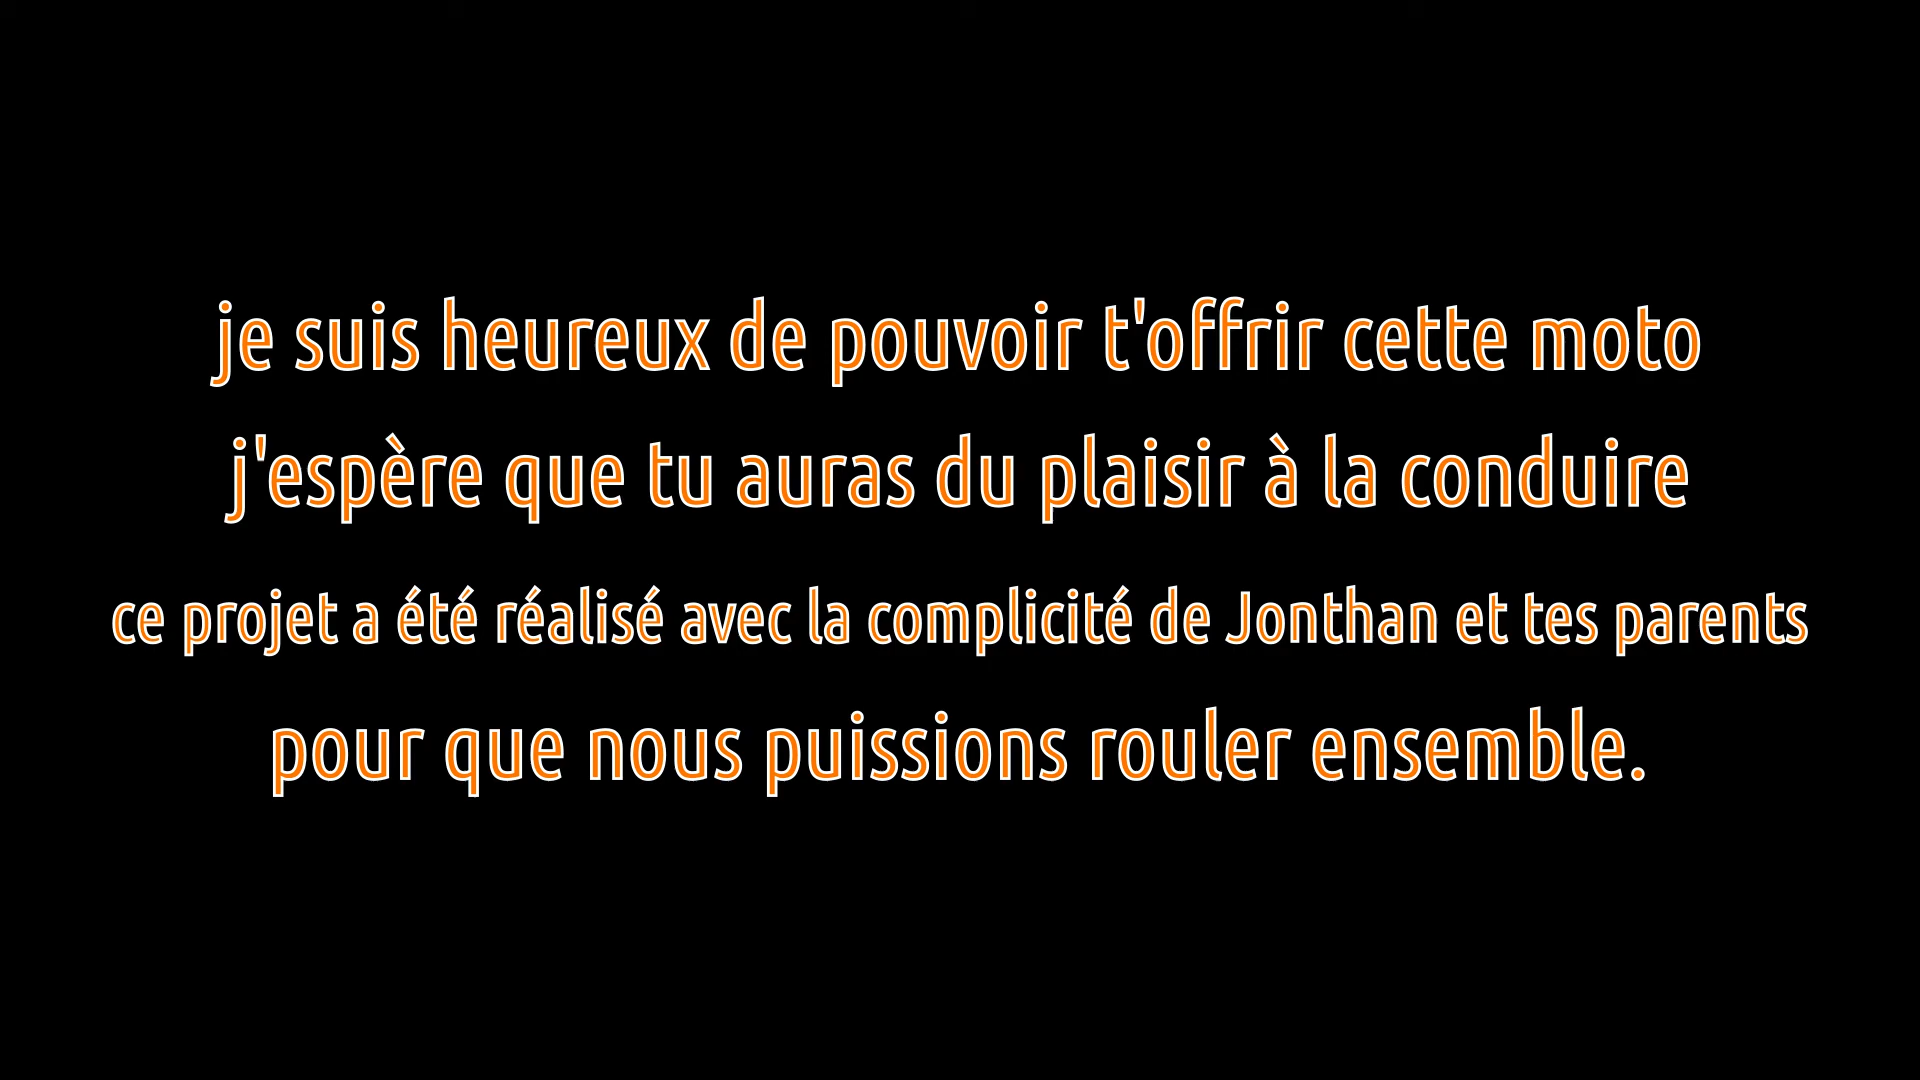 je suis heureux de pouvoir t'offrir cette moto
j'espère que tu auras du plaisir à la conduire
ce projet a été réalisé avec la complicité de Jonthan et tes parents
pour que nous puissions rouler ensemble.